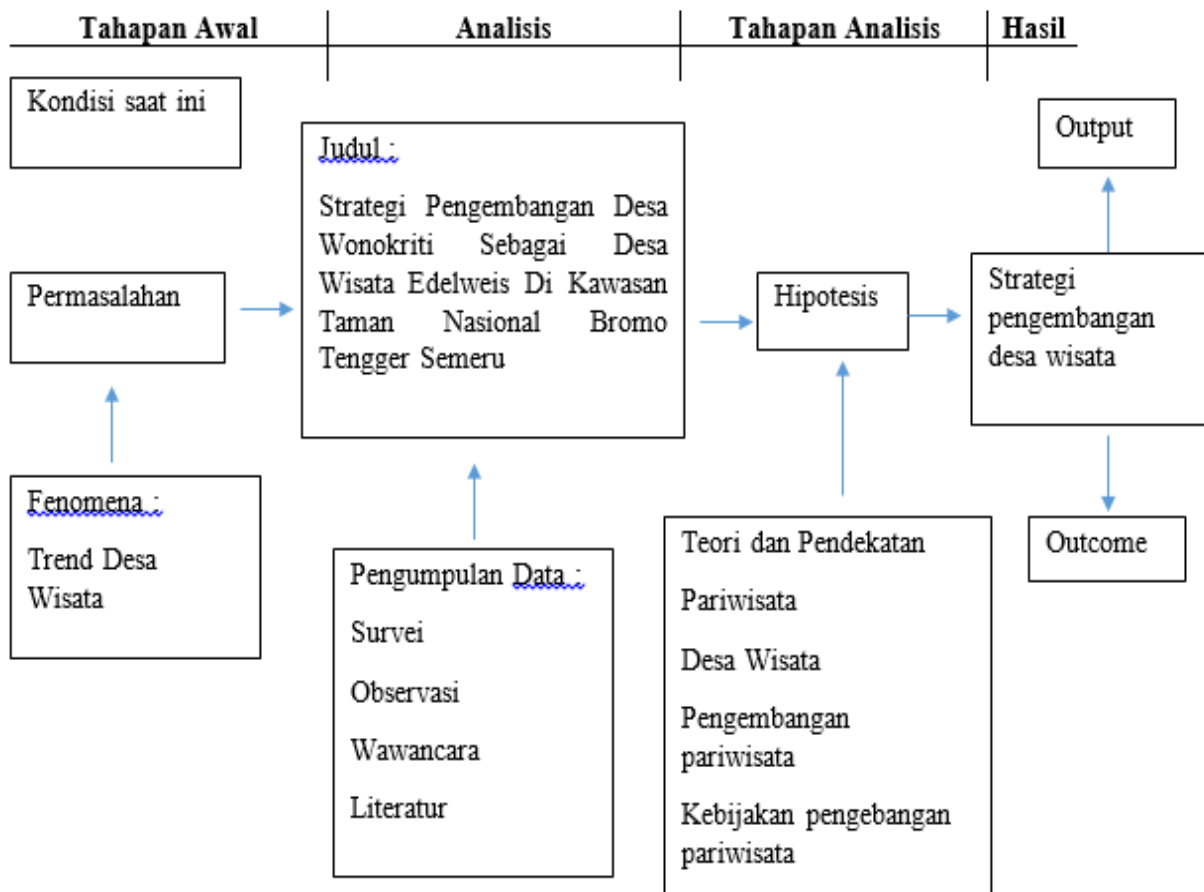 Tahapan Awal
Analisis
Tahapan Analisis
Hasil
Kondisi saat ini
Permasalahan
Fenomena :
Trend Desa
Wisata
Judul :
Strategi Pengembangan Desa
Wonokriti Sebagai Desa
Wisata Edelweis Di Kawasan
Taman Nasional Bromo
Tengger Semeru
Pengumpulan Data :
Survei
Observasi
Wawancara
Literatur
Hipotesis
Teori dan Pendekatan
Pariwisata
Desa Wisata
Pengembangan
pariwisata
Kebijakan pengebangan
pariwisata
Output
Strategi
pengembangan
desa wisata
Outcome